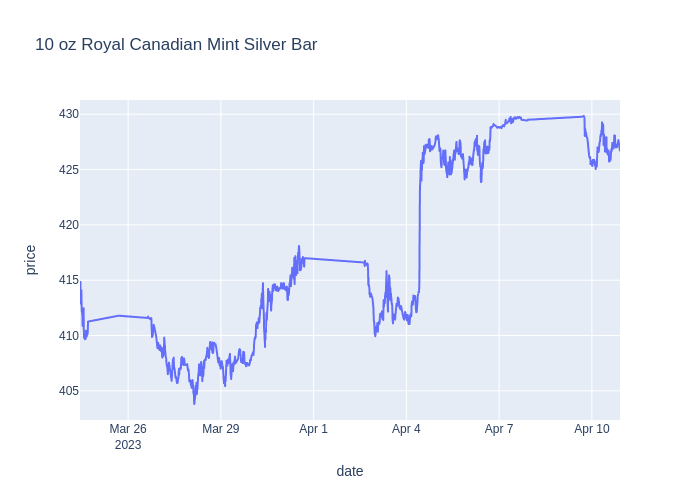 10 oz Royal Canadian Mint Silver Bar
430
425
420
415
410
405
price
Mar 26
2023
Mar 29
Apr 1
Apr 4
Apr 7
Apr 10
date